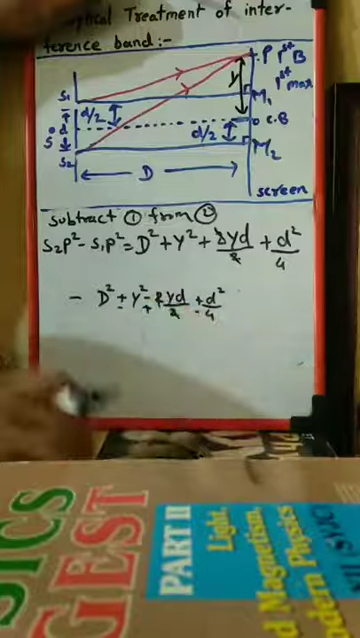 Treatment of inter-
ference band:-
P 1st B
1st max
Y
S1
M1
d/2
d
S
d/2
o C.B
S2
M2
D
screen
subtract ① from ②
S2P² - S1P² = D² + Y² + 2Yd/2 + d²/4
- D² + Y² - 2Yd/2 + d²/4
PART II
Light,
Magnetism,
Physics
GEST